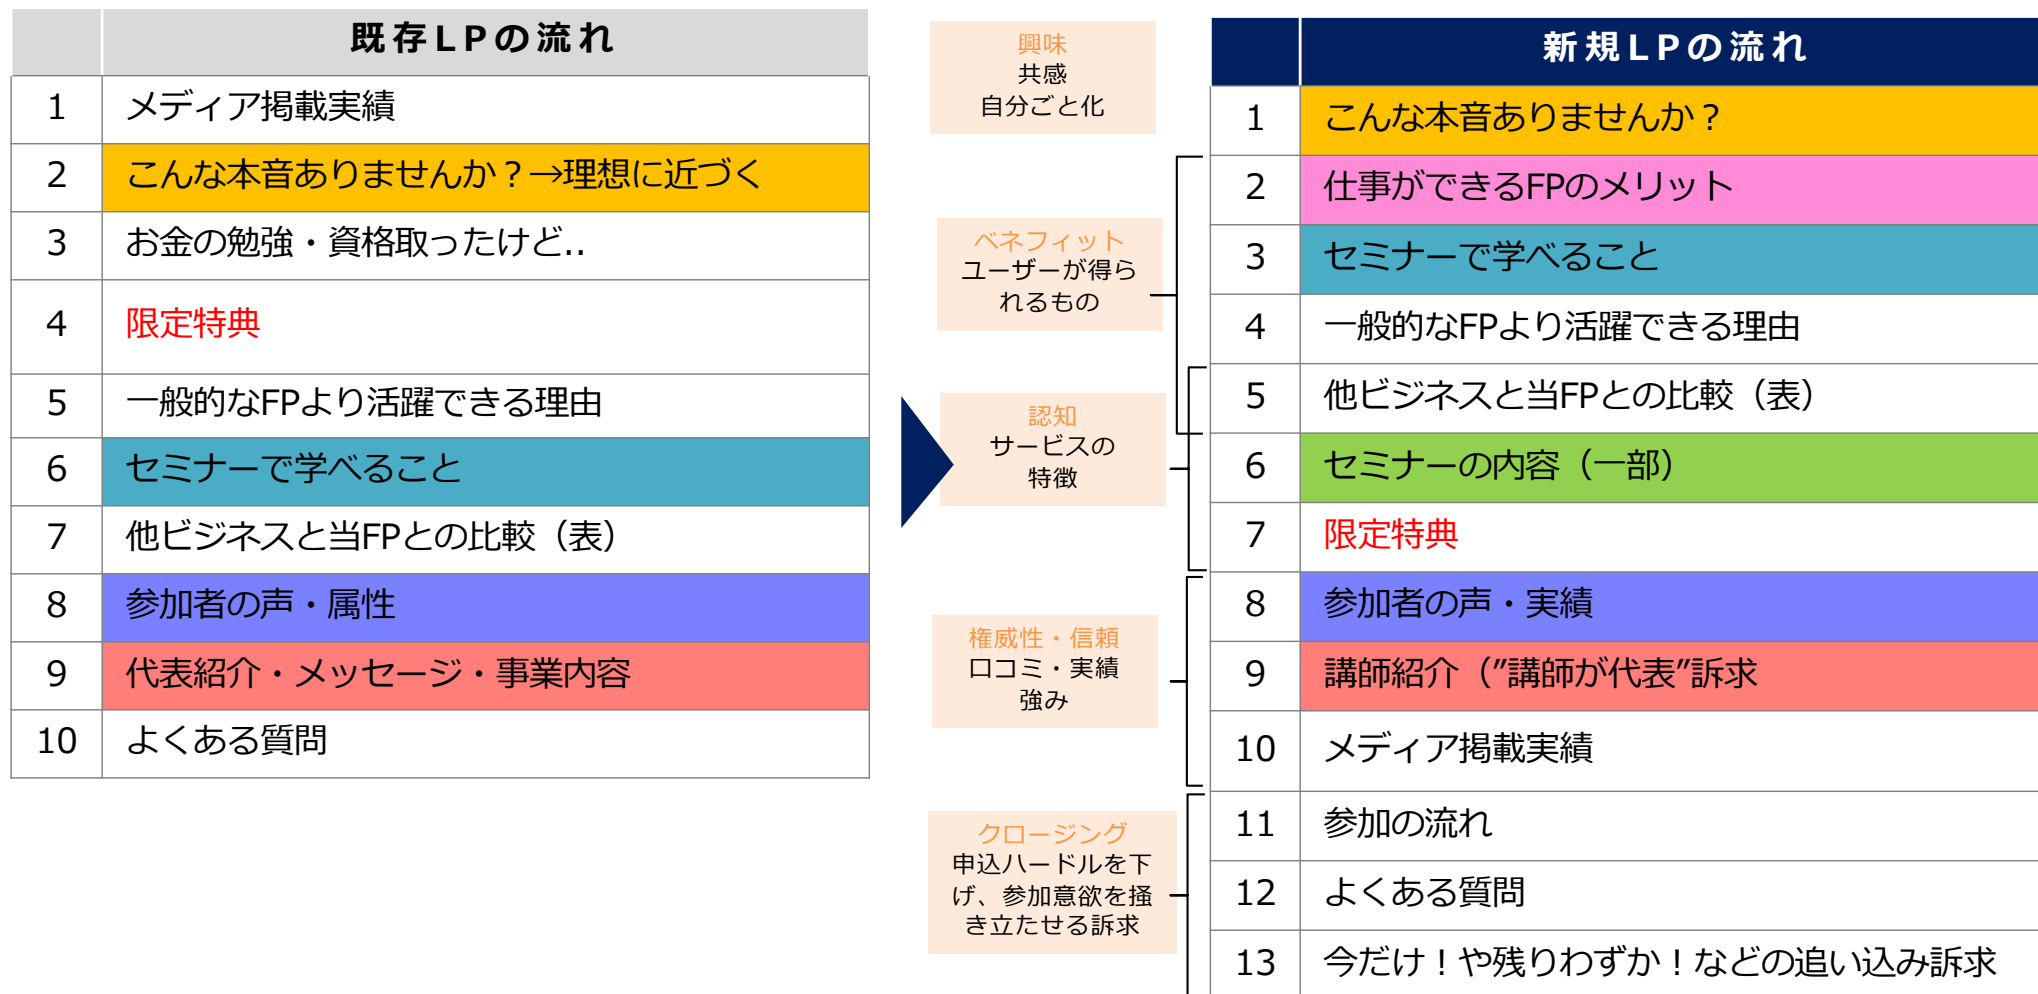 既存LPの流れ
1 メディア掲載実績
2 こんな本音ありませんか？→理想に近づく
3 お金の勉強・資格取ったけど..
4 限定特典
5 一般的なFPより活躍できる理由
6 セミナーで学べること
7 他ビジネスと当FPとの比較（表）
8 参加者の声・属性
9 代表紹介・メッセージ・事業内容
10 よくある質問
興味
共感
自分ごと化
ベネフィット
ユーザーが得ら
れるもの
認知
サービスの
特徴
権威性・信頼
口コミ・実績
強み
クロージング
申込ハードルを下
げ、参加意欲を掻
き立たせる訴求
新規LPの流れ
1 こんな本音ありませんか？
2 仕事ができるFPのメリット
3 セミナーで学べること
4 一般的なFPより活躍できる理由
5 他ビジネスと当FPとの比較（表）
6 セミナーの内容（一部）
7 限定特典
8 参加者の声・実績
9 講師紹介（”講師が代表”訴求
10 メディア掲載実績
11 参加の流れ
12 よくある質問
13 今だけ！や残りわずか！などの追い込み訴求